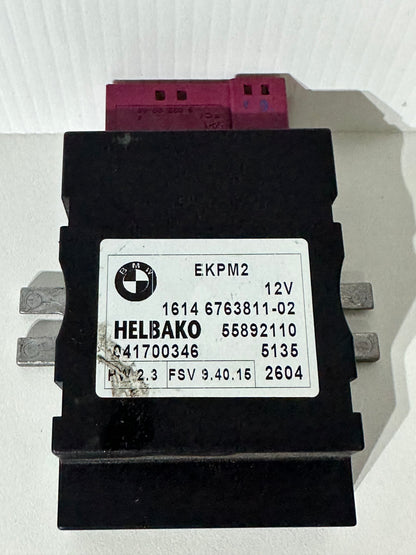 BMW
EKPM2
12V
1614 6763811-02
HELBAKO 55892110
041700346 5135
HW 2.3 FSV 9.40.15 2604